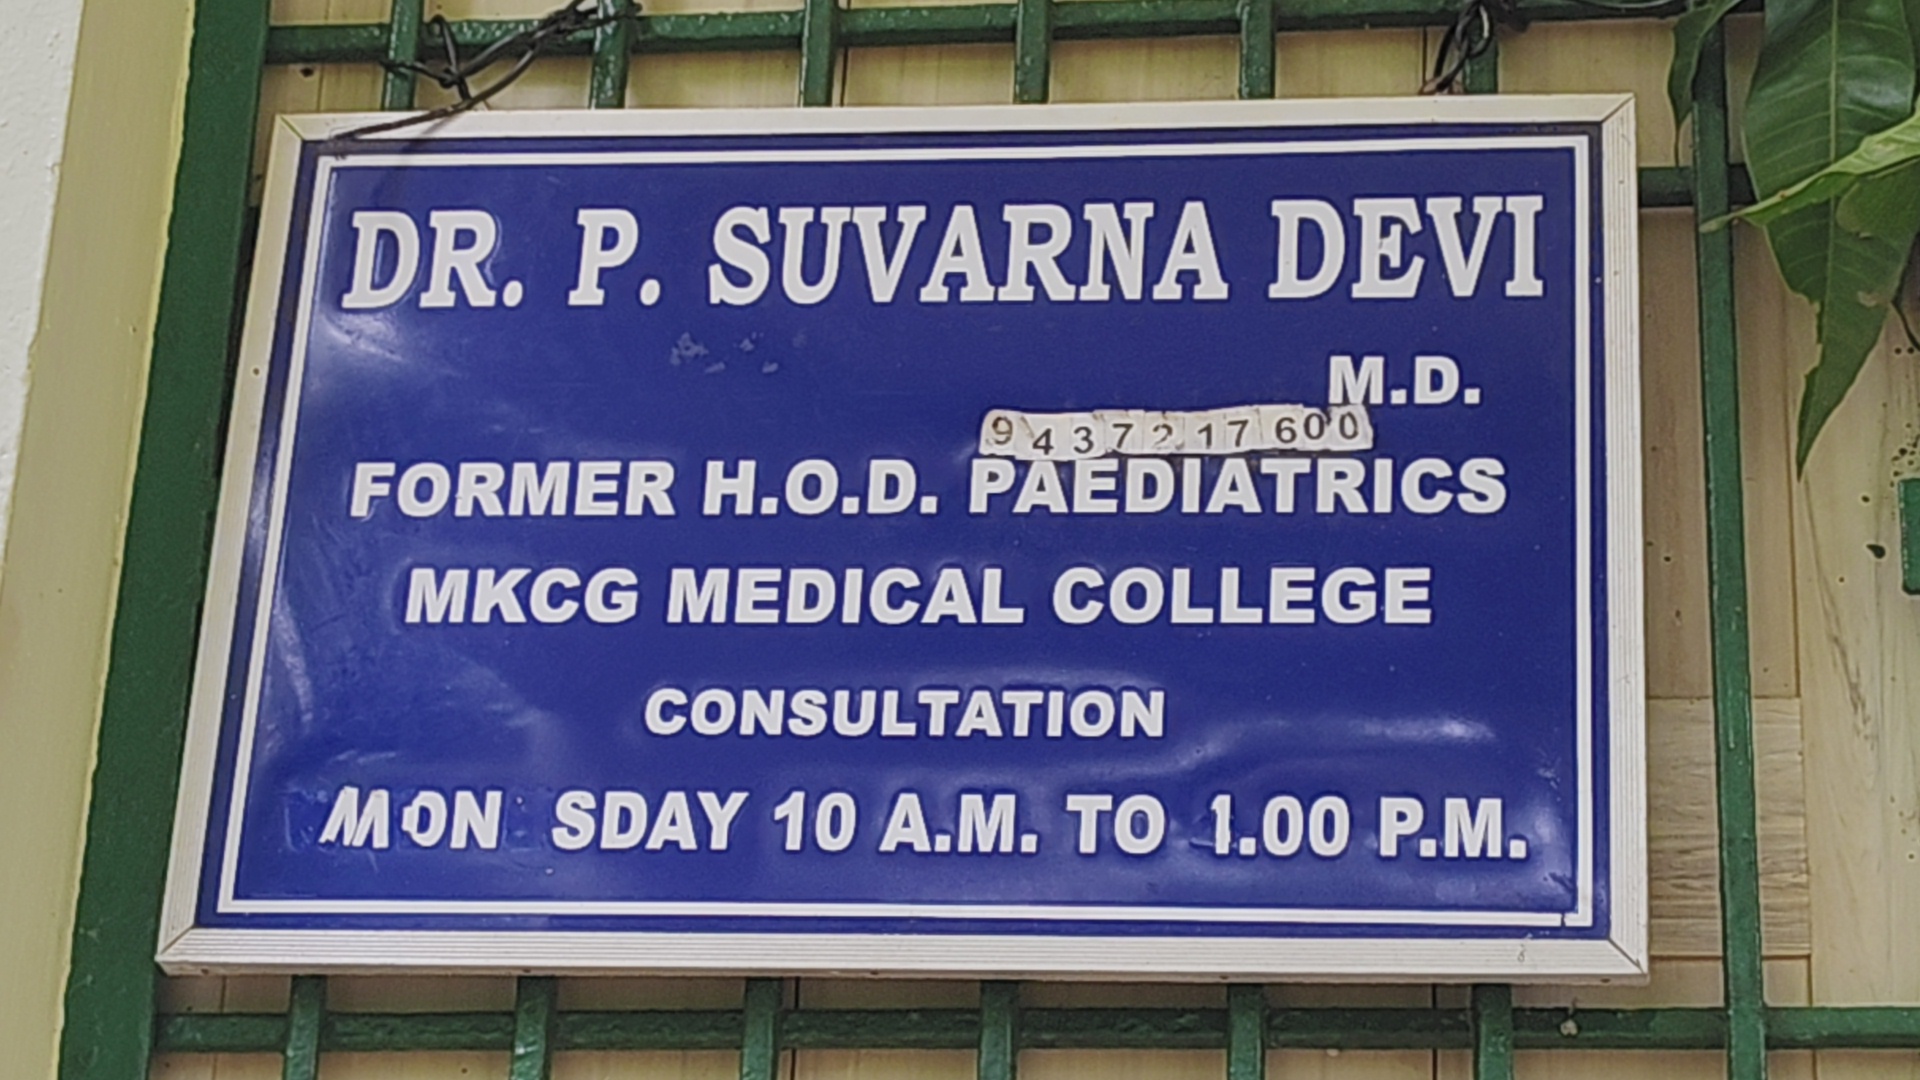 DR. P. SUVARNA DEVI
M.D.
9437217600
FORMER H.O.D. PAEDIATRICS
MKCG MEDICAL COLLEGE
CONSULTATION
MON SDAY 10 A.M. TO 1.00 P.M.